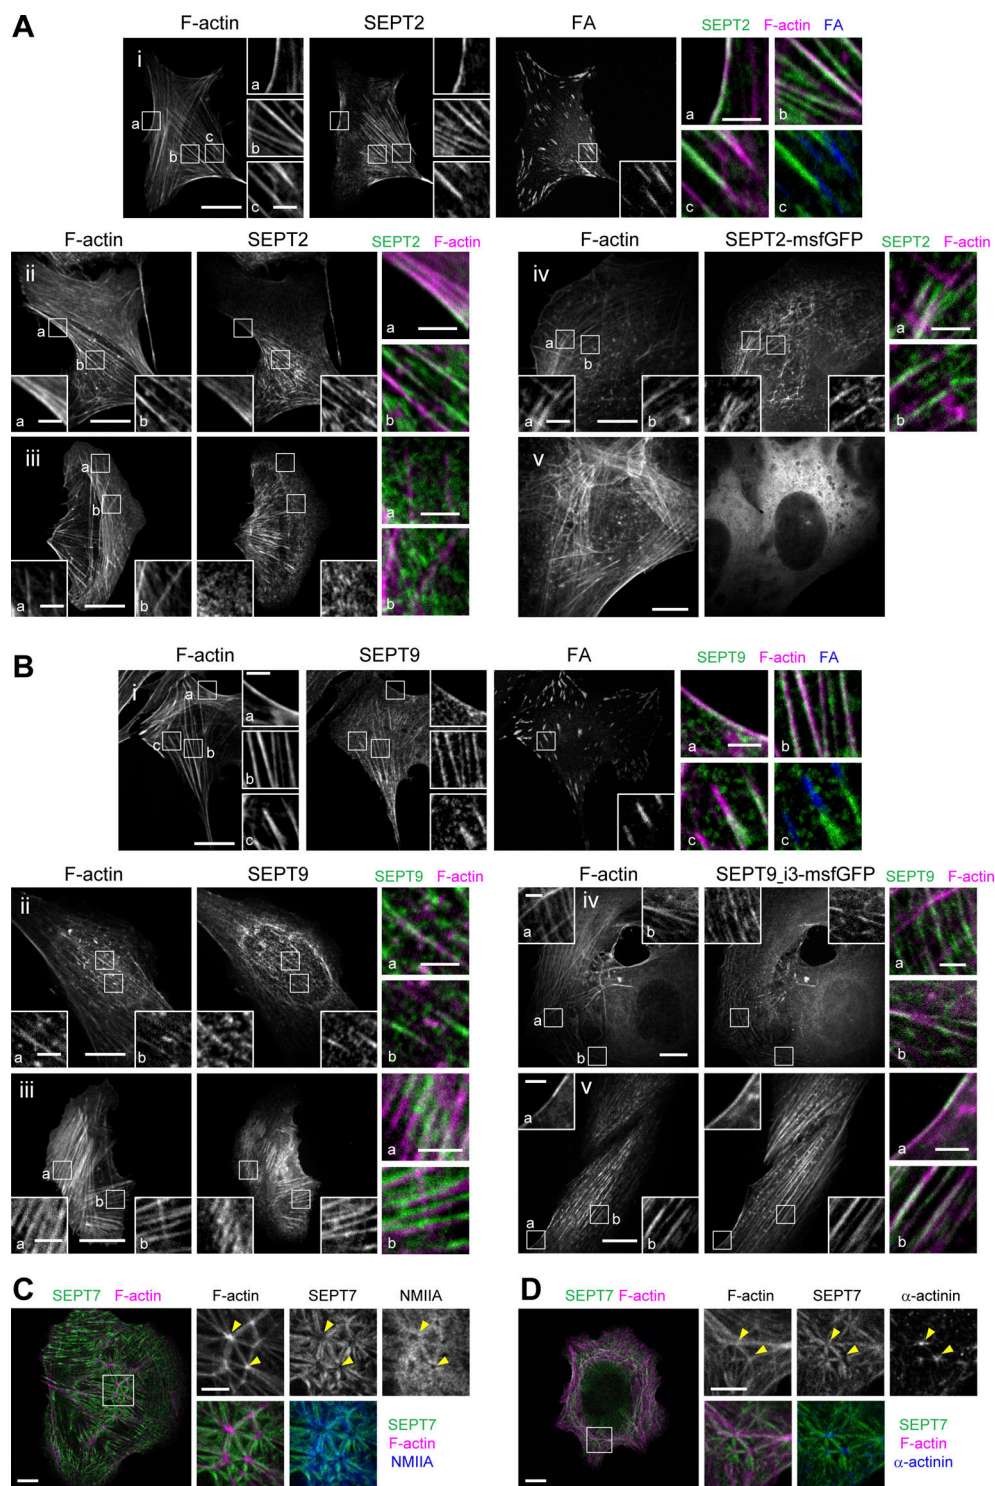 A
F-actin SEPT2 FA SEPT2 F-actin FA
i
a
b
c
a
b
c
a
b
c
c
F-actin SEPT2 SEPT2 F-actin
ii
a
b
a
b
a
b
iii
a
b
a
b
a
b
F-actin SEPT2-msfGFP SEPT2 F-actin
iv
a
b
a
b
a
b
v
B
F-actin SEPT9 FA SEPT9 F-actin FA
i
a
c
b
a
b
c
a
b
c
c
F-actin SEPT9 SEPT9 F-actin
ii
a
b
a
b
iii
a
b
a
b
a
b
F-actin SEPT9_i3-msfGFP SEPT9 F-actin
iv
a
b
a
b
a
b
v
a
b
a
b
a
b
C
SEPT7 F-actin F-actin SEPT7 NMIIA
SEPT7
F-actin
NMIIA
D
SEPT7 F-actin F-actin SEPT7 α-actinin
SEPT7
F-actin
α-actinin